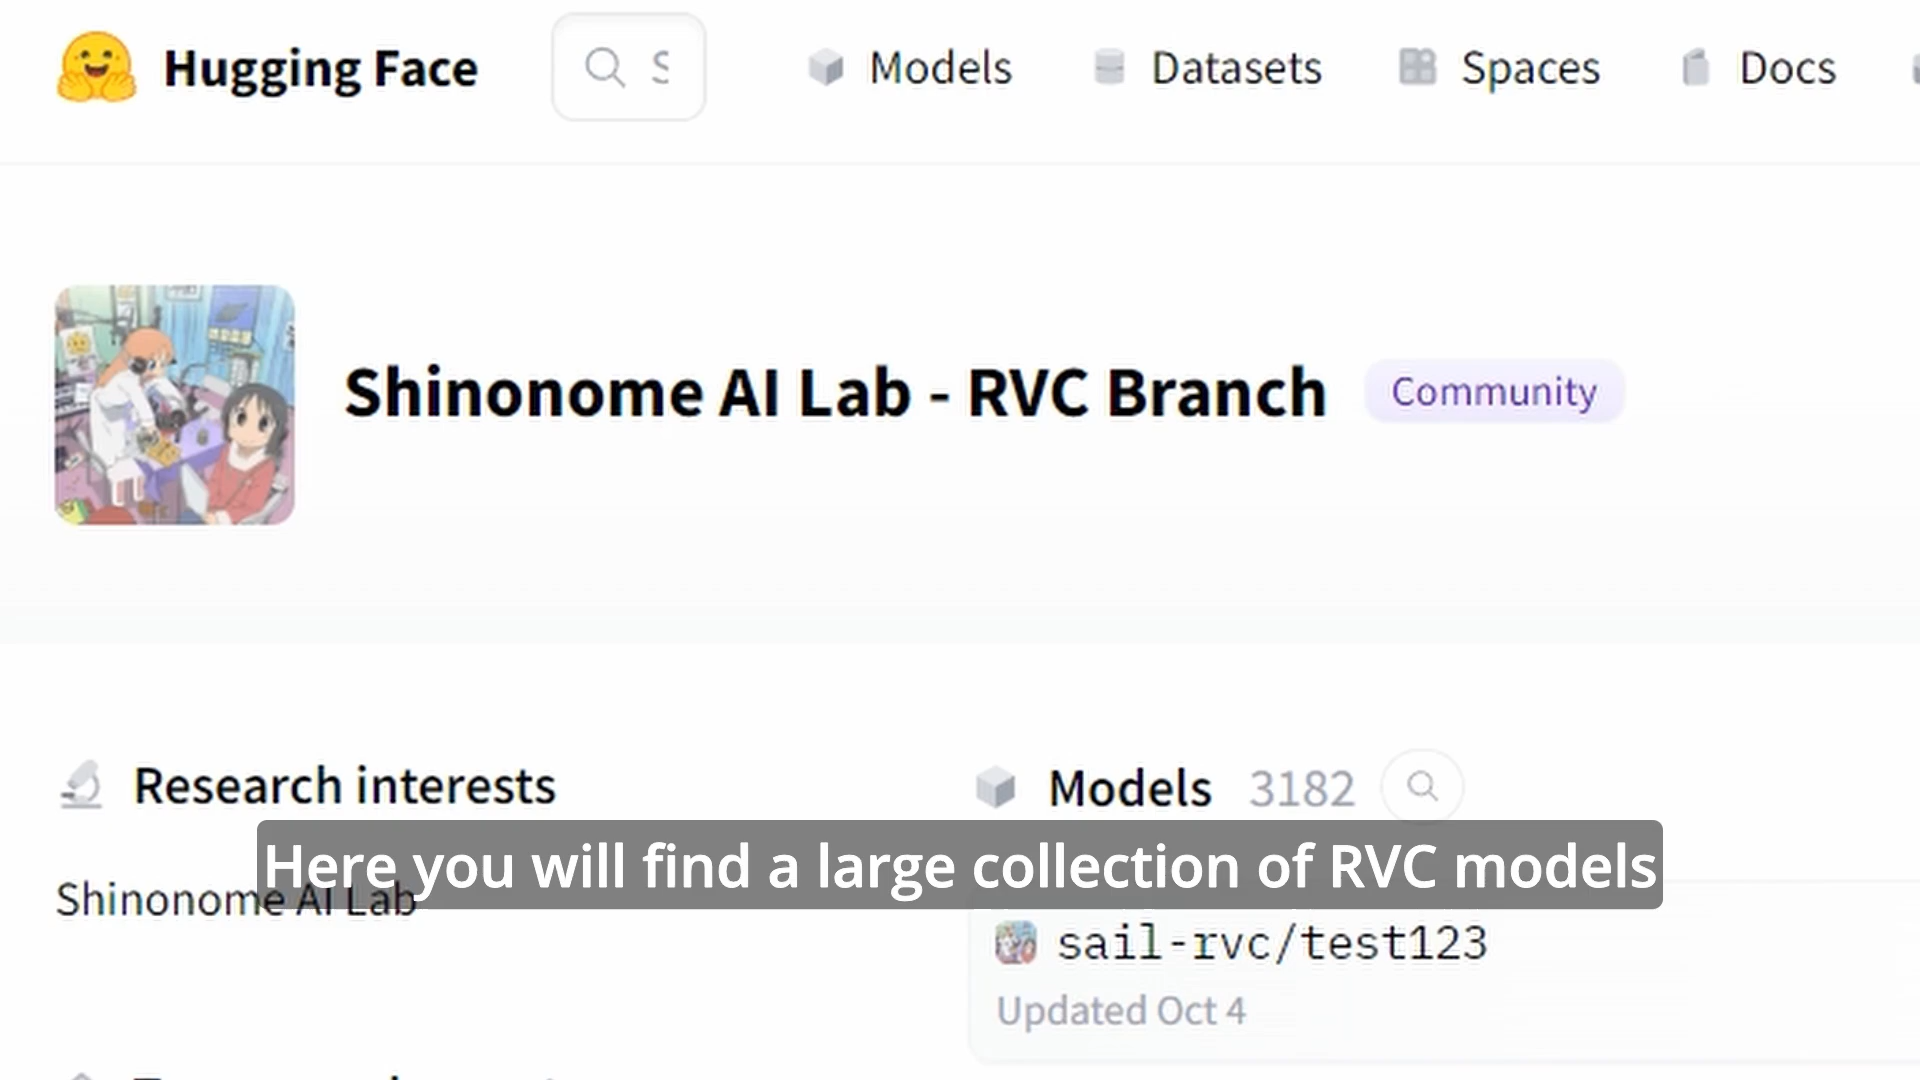 Hugging Face
S
Models
Datasets
Spaces
Docs
Shinonome AI Lab - RVC Branch
Community
Research interests
Shinonome AI Lab
Models 3182
Here you will find a large collection of RVC models
sail-rvc/test123
Updated Oct 4